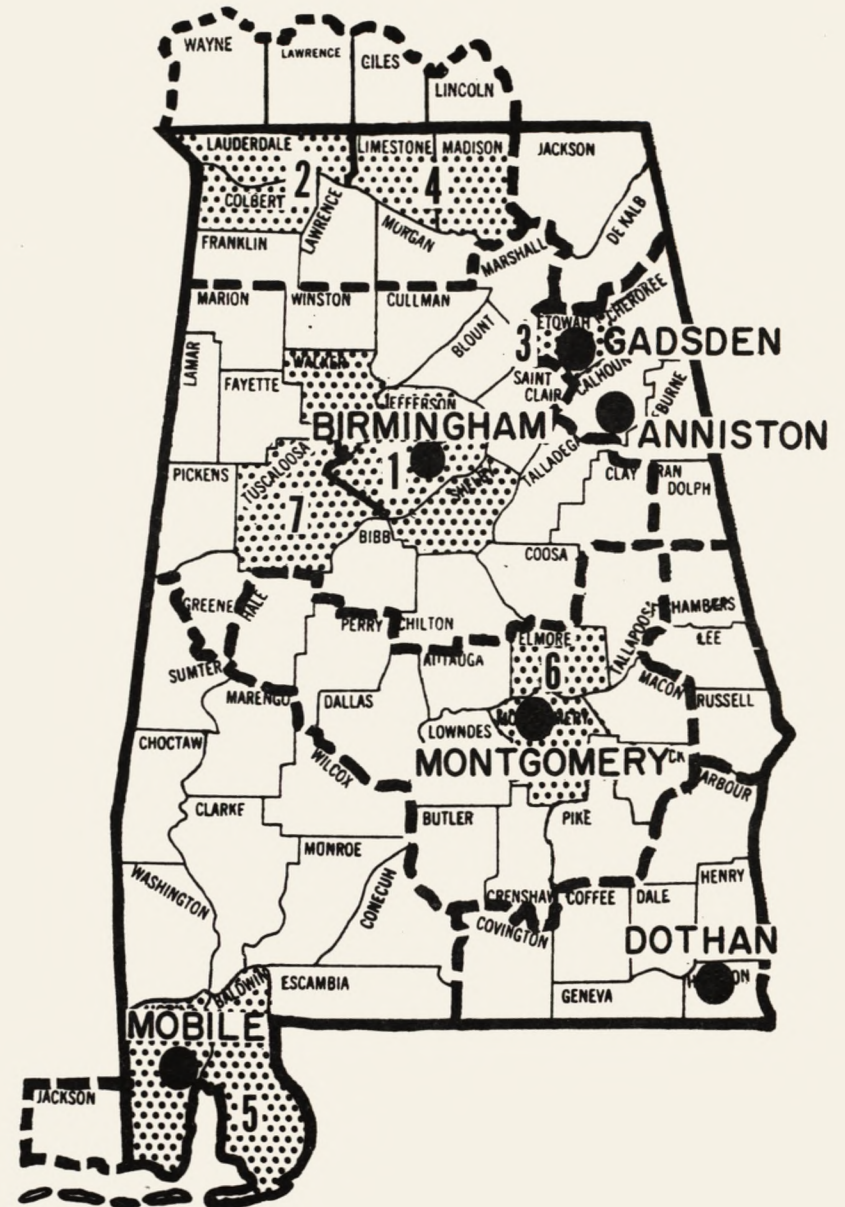 WAYNE
LAWRENCE
GILES
LINCOLN
LAUDERDALE
LIMESTONE
MADISON
JACKSON
2
4
COLBERT
LAWRENCE
MORGAN
DE KALB
FRANKLIN
MARSHALL
MARION
WINSTON
CULLMAN
CHEROKEE
ETOWAH
BLOUNT
3
GADSDEN
LAMAR
WALKER
FAYETTE
SAINT
CLAIR
CALHOUN
BURNE
JEFFERSON
BIRMINGHAM
ANNISTON
PICKENS
TUSCALOOSA
1
SHELBY
TALLADEGA
CLAY
RAN
DOLPH
7
BIBB
COOSA
GREENE
HALE
PERRY
CHILTON
TALLAPOOSA
CHAMBERS
ELMORE
LEE
SUMTER
AUTAUGA
6
MACON
MARENGO
DALLAS
RUSSELL
LOWNDES
CHOCTAW
MONTGOMERY
CK
WILCOX
ARBOUR
CLARKE
BUTLER
PIKE
MONROE
WASHINGTON
CONECUH
HENRY
CRENSHAW
COFFEE
DALE
COVINGTON
DOTHAN
BALDWIN
ESCAMBIA
GENEVA
H
ON
MOBILE
JACKSON
5